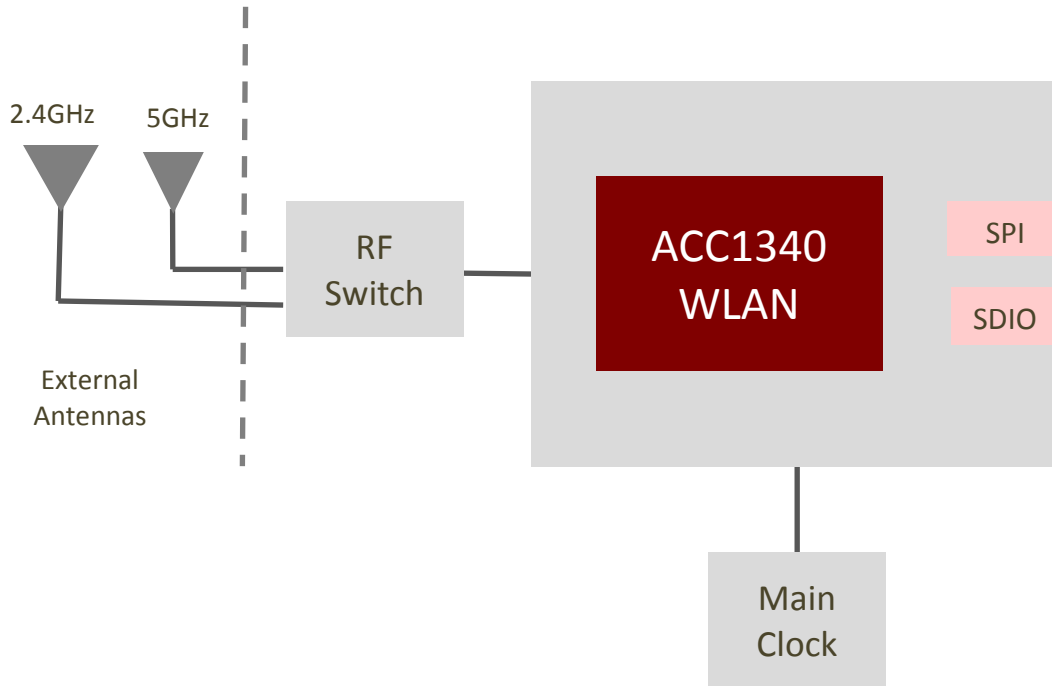 2.4GHz
5GHz
RF
Switch
ACC1340
WLAN
SPI
SDIO
External
Antennas
Main
Clock